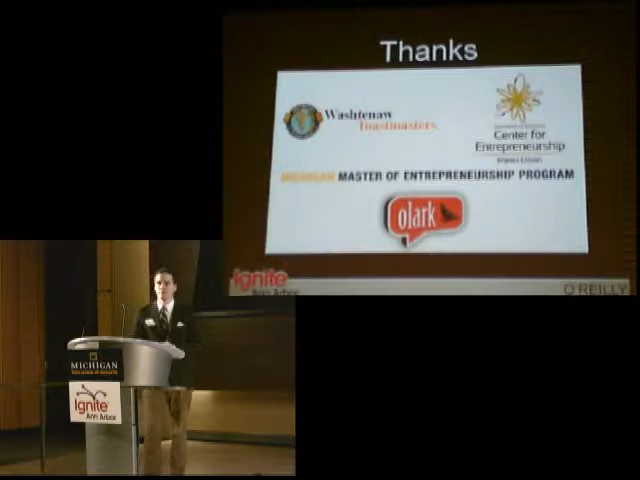 Thanks
Washtenaw
Toastmasters
Center for
Entrepreneurship
MICHIGAN MASTER OF ENTREPRENEURSHIP PROGRAM
olark
Ignite
Ann Arbor
O'REILLY
MICHIGAN
Ignite
Ann Arbor